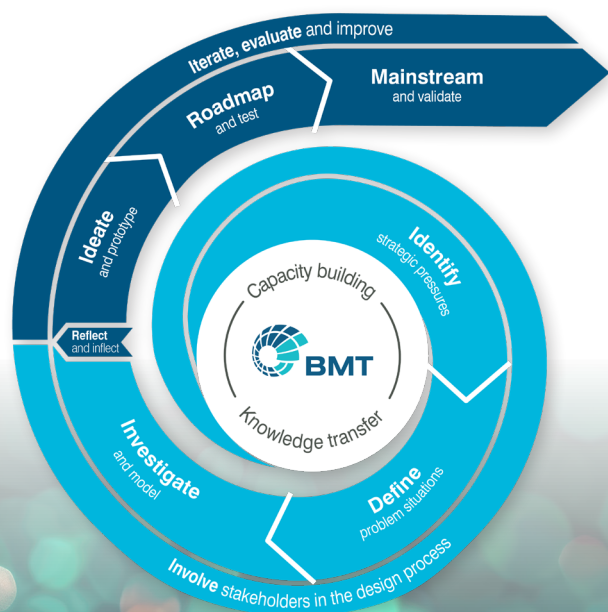 Iterate, evaluate and improve
Mainstream
and validate
Roadmap
and test
Ideate
and prototype
Reflect
and inflect
Identify
strategic pressures
Capacity building
BMT
Knowledge transfer
Investigate
and model
Define
problem situations
Involve stakeholders in the design process